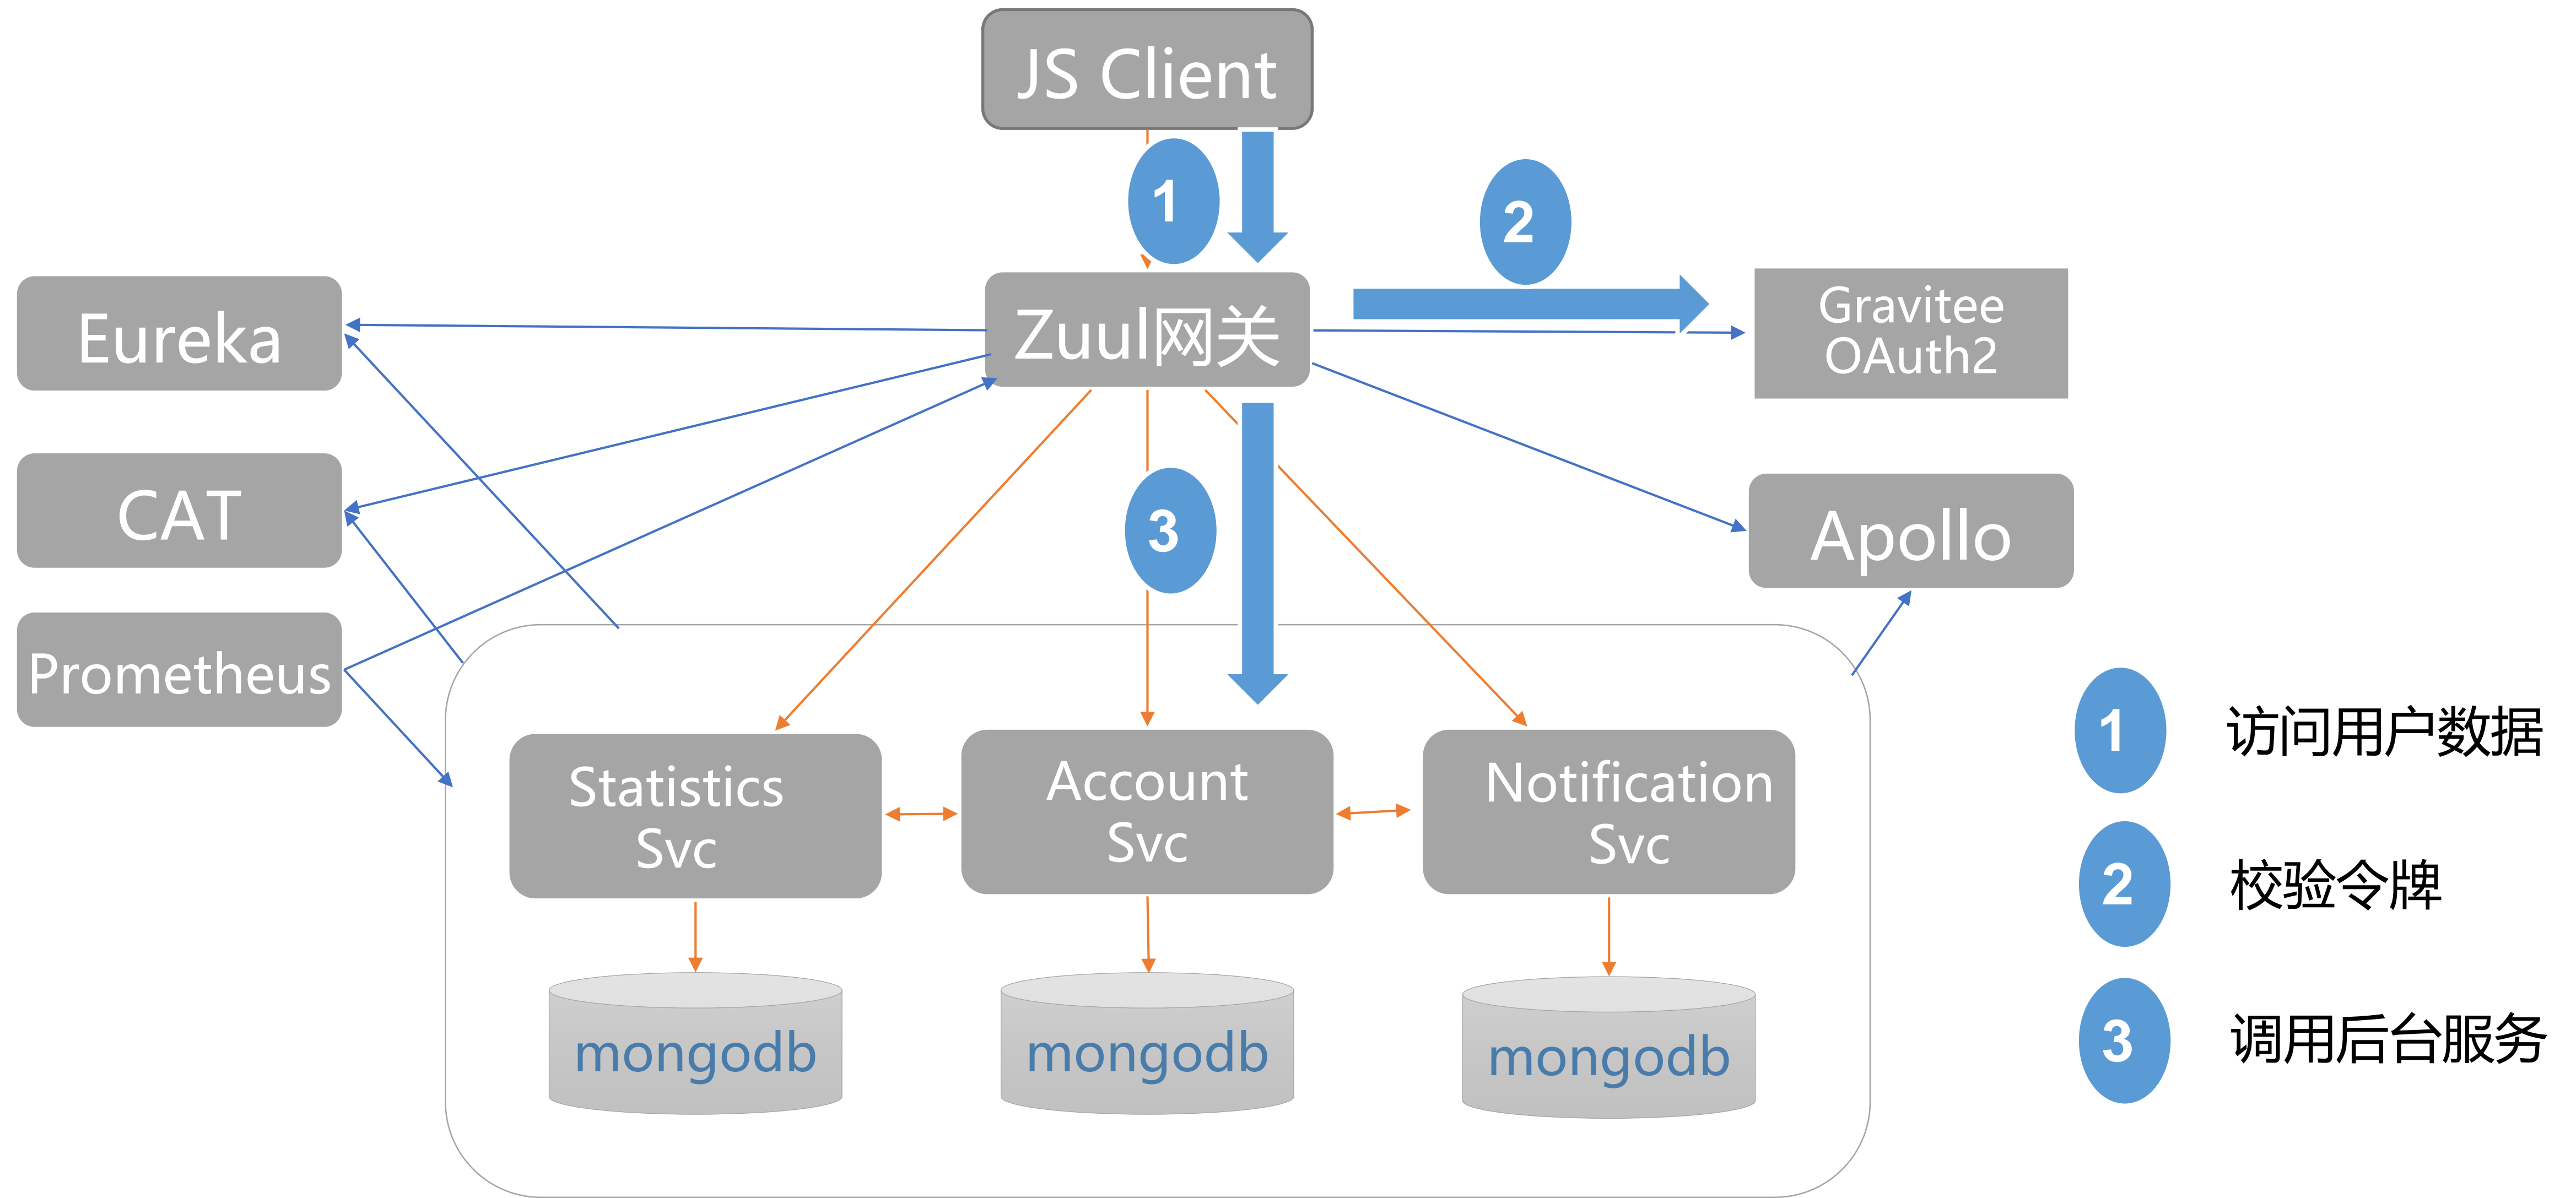 JS Client
1
2
Eureka
Zuul网关
Gravitee
OAuth2
CAT
3
Apollo
Prometheus
Statistics
Svc
Account
Svc
Notification
Svc
mongodb
mongodb
mongodb
1 访问用户数据
2 校验令牌
3 调用后台服务